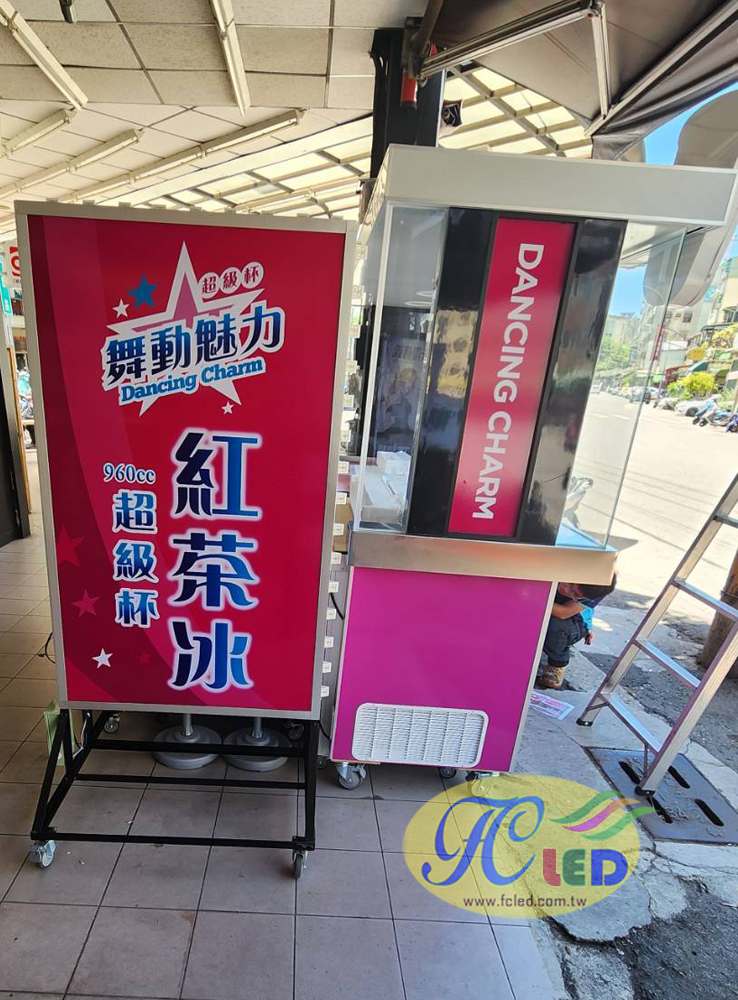 超級杯
舞動魅力
Dancing Charm
紅茶冰
960cc
超級杯
DANCING CHARM
FC LED
www.fcled.com.tw